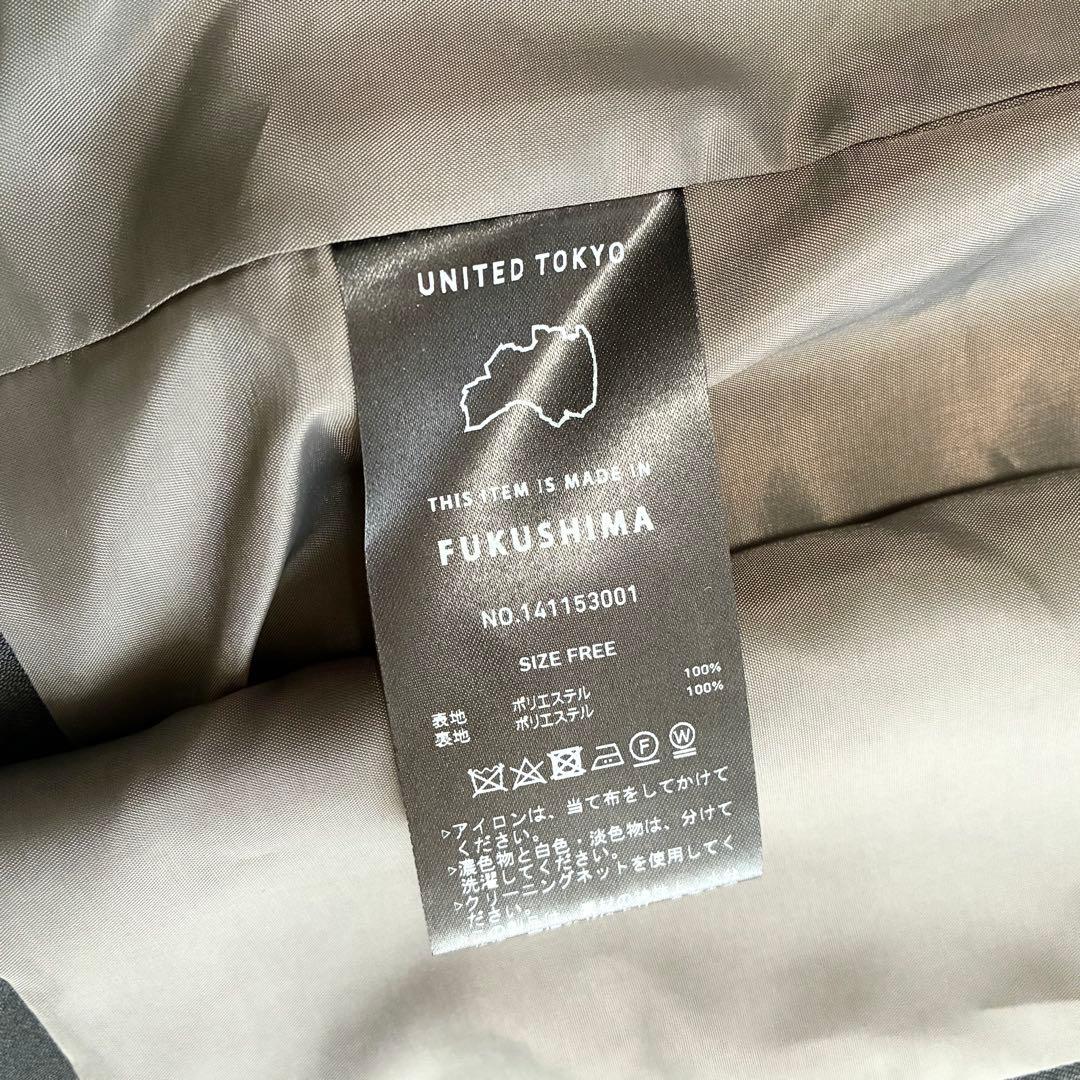 UNITED TOKYO
THIS ITEM IS MADE IN
FUKUSHIMA
NO.141153001
SIZE FREE
表地 ポリエステル 100%
裏地 ポリエステル 100%
F W
▷アイロンは、当て布をしてかけて
ください。
▷濃色物と白色・淡色物は、分けて
洗濯してください。
▷クリーニングネットを使用してく
ださい。